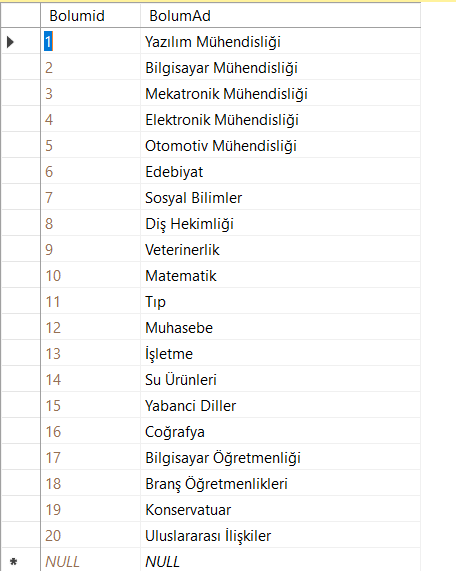 Bolumid BolumAd
1 Yazılım Mühendisliği
2 Bilgisayar Mühendisliği
3 Mekatronik Mühendisliği
4 Elektronik Mühendisliği
5 Otomotiv Mühendisliği
6 Edebiyat
7 Sosyal Bilimler
8 Diş Hekimliği
9 Veterinerlik
10 Matematik
11 Tıp
12 Muhasebe
13 İşletme
14 Su Ürünleri
15 Yabanci Diller
16 Coğrafya
17 Bilgisayar Öğretmenliği
18 Branş Öğretmenlikleri
19 Konservatuar
20 Uluslararası İlişkiler
* NULL NULL